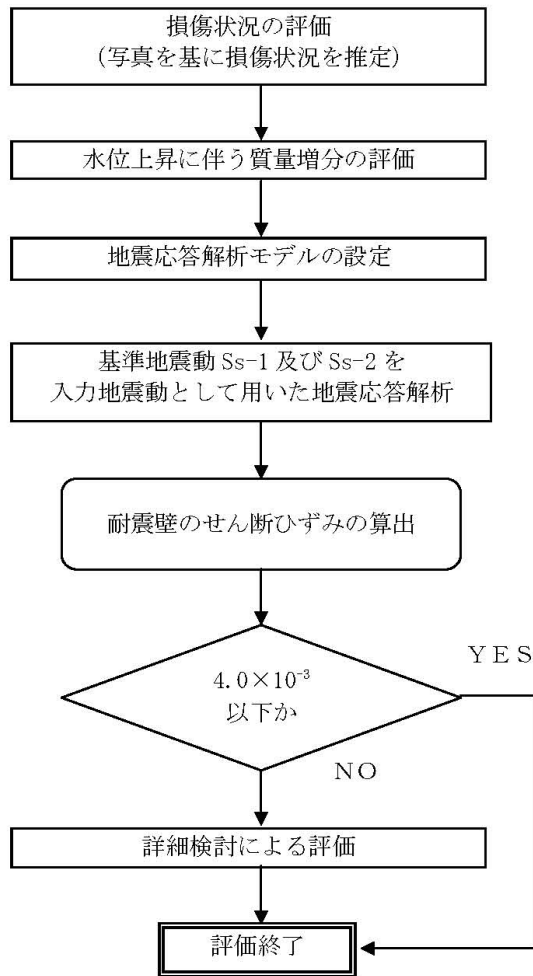 損傷状況の評価
(写真を基に損傷状況を推定)
水位上昇に伴う質量増分の評価
地震応答解析モデルの設定
基準地震動 Ss-1 及び Ss-2 を
入力地震動として用いた地震応答解析
耐震壁のせん断ひずみの算出
4.0×10⁻³
以下か
ＹＥＳ
ＮＯ
詳細検討による評価
評価終了